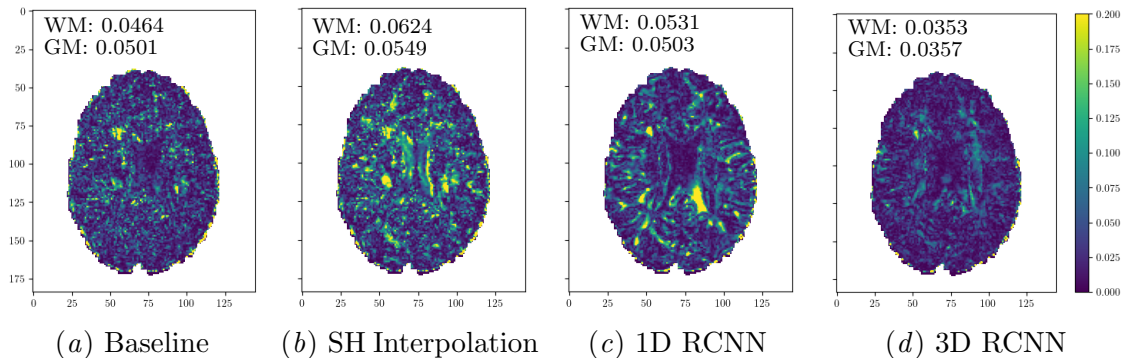 WM: 0.0464
GM: 0.0501
WM: 0.0624
GM: 0.0549
WM: 0.0531
GM: 0.0503
WM: 0.0353
GM: 0.0357
0
25
50
75
100
125
150
175
0 25 50 75 100 125
0 25 50 75 100 125
0 25 50 75 100 125
0 25 50 75 100 125
0.200
0.175
0.150
0.125
0.100
0.075
0.050
0.025
0.000
(a) Baseline
(b) SH Interpolation
(c) 1D RCNN
(d) 3D RCNN